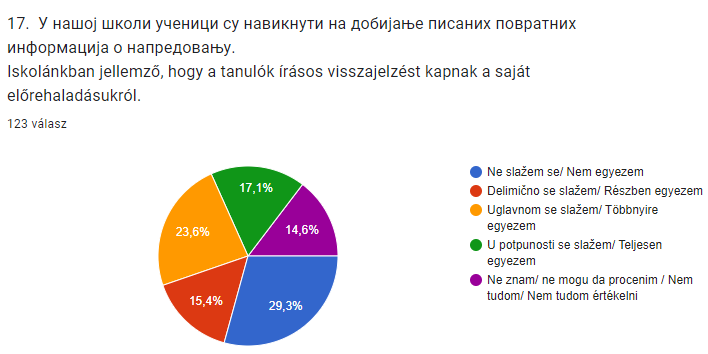 17. У нашој школи ученици су навикнути на добијање писаних повратних
информација о напредовању.
Iskolánkban jellemző, hogy a tanulók írásos visszajelzést kapnak a saját
előrehaladásukról.
123 válasz
17,1%
14,6%
23,6%
15,4%
29,3%
Ne slažem se/ Nem egyezem
Delimično se slažem/ Részben egyezem
Uglavnom se slažem/ Többnyire
egyezem
U potpunosti se slažem/ Teljesen
egyezem
Ne znam/ ne mogu da procenim / Nem
tudom/ Nem tudom értékelni